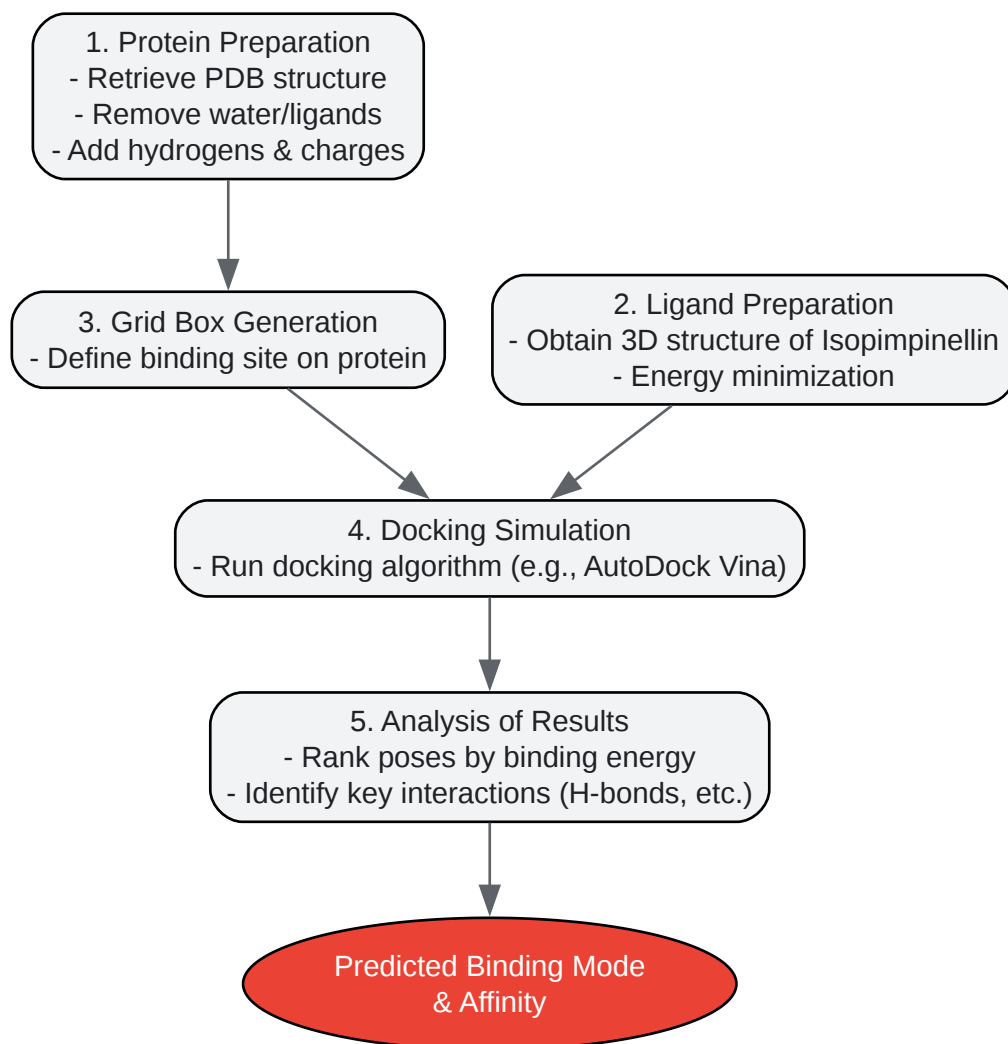 1. Protein Preparation
- Retrieve PDB structure
- Remove water/ligands
- Add hydrogens & charges
2. Ligand Preparation
- Obtain 3D structure of Isopimpinellin
- Energy minimization
3. Grid Box Generation
- Define binding site on protein
4. Docking Simulation
- Run docking algorithm (e.g., AutoDock Vina)
5. Analysis of Results
- Rank poses by binding energy
- Identify key interactions (H-bonds, etc.)
Predicted Binding Mode
& Affinity